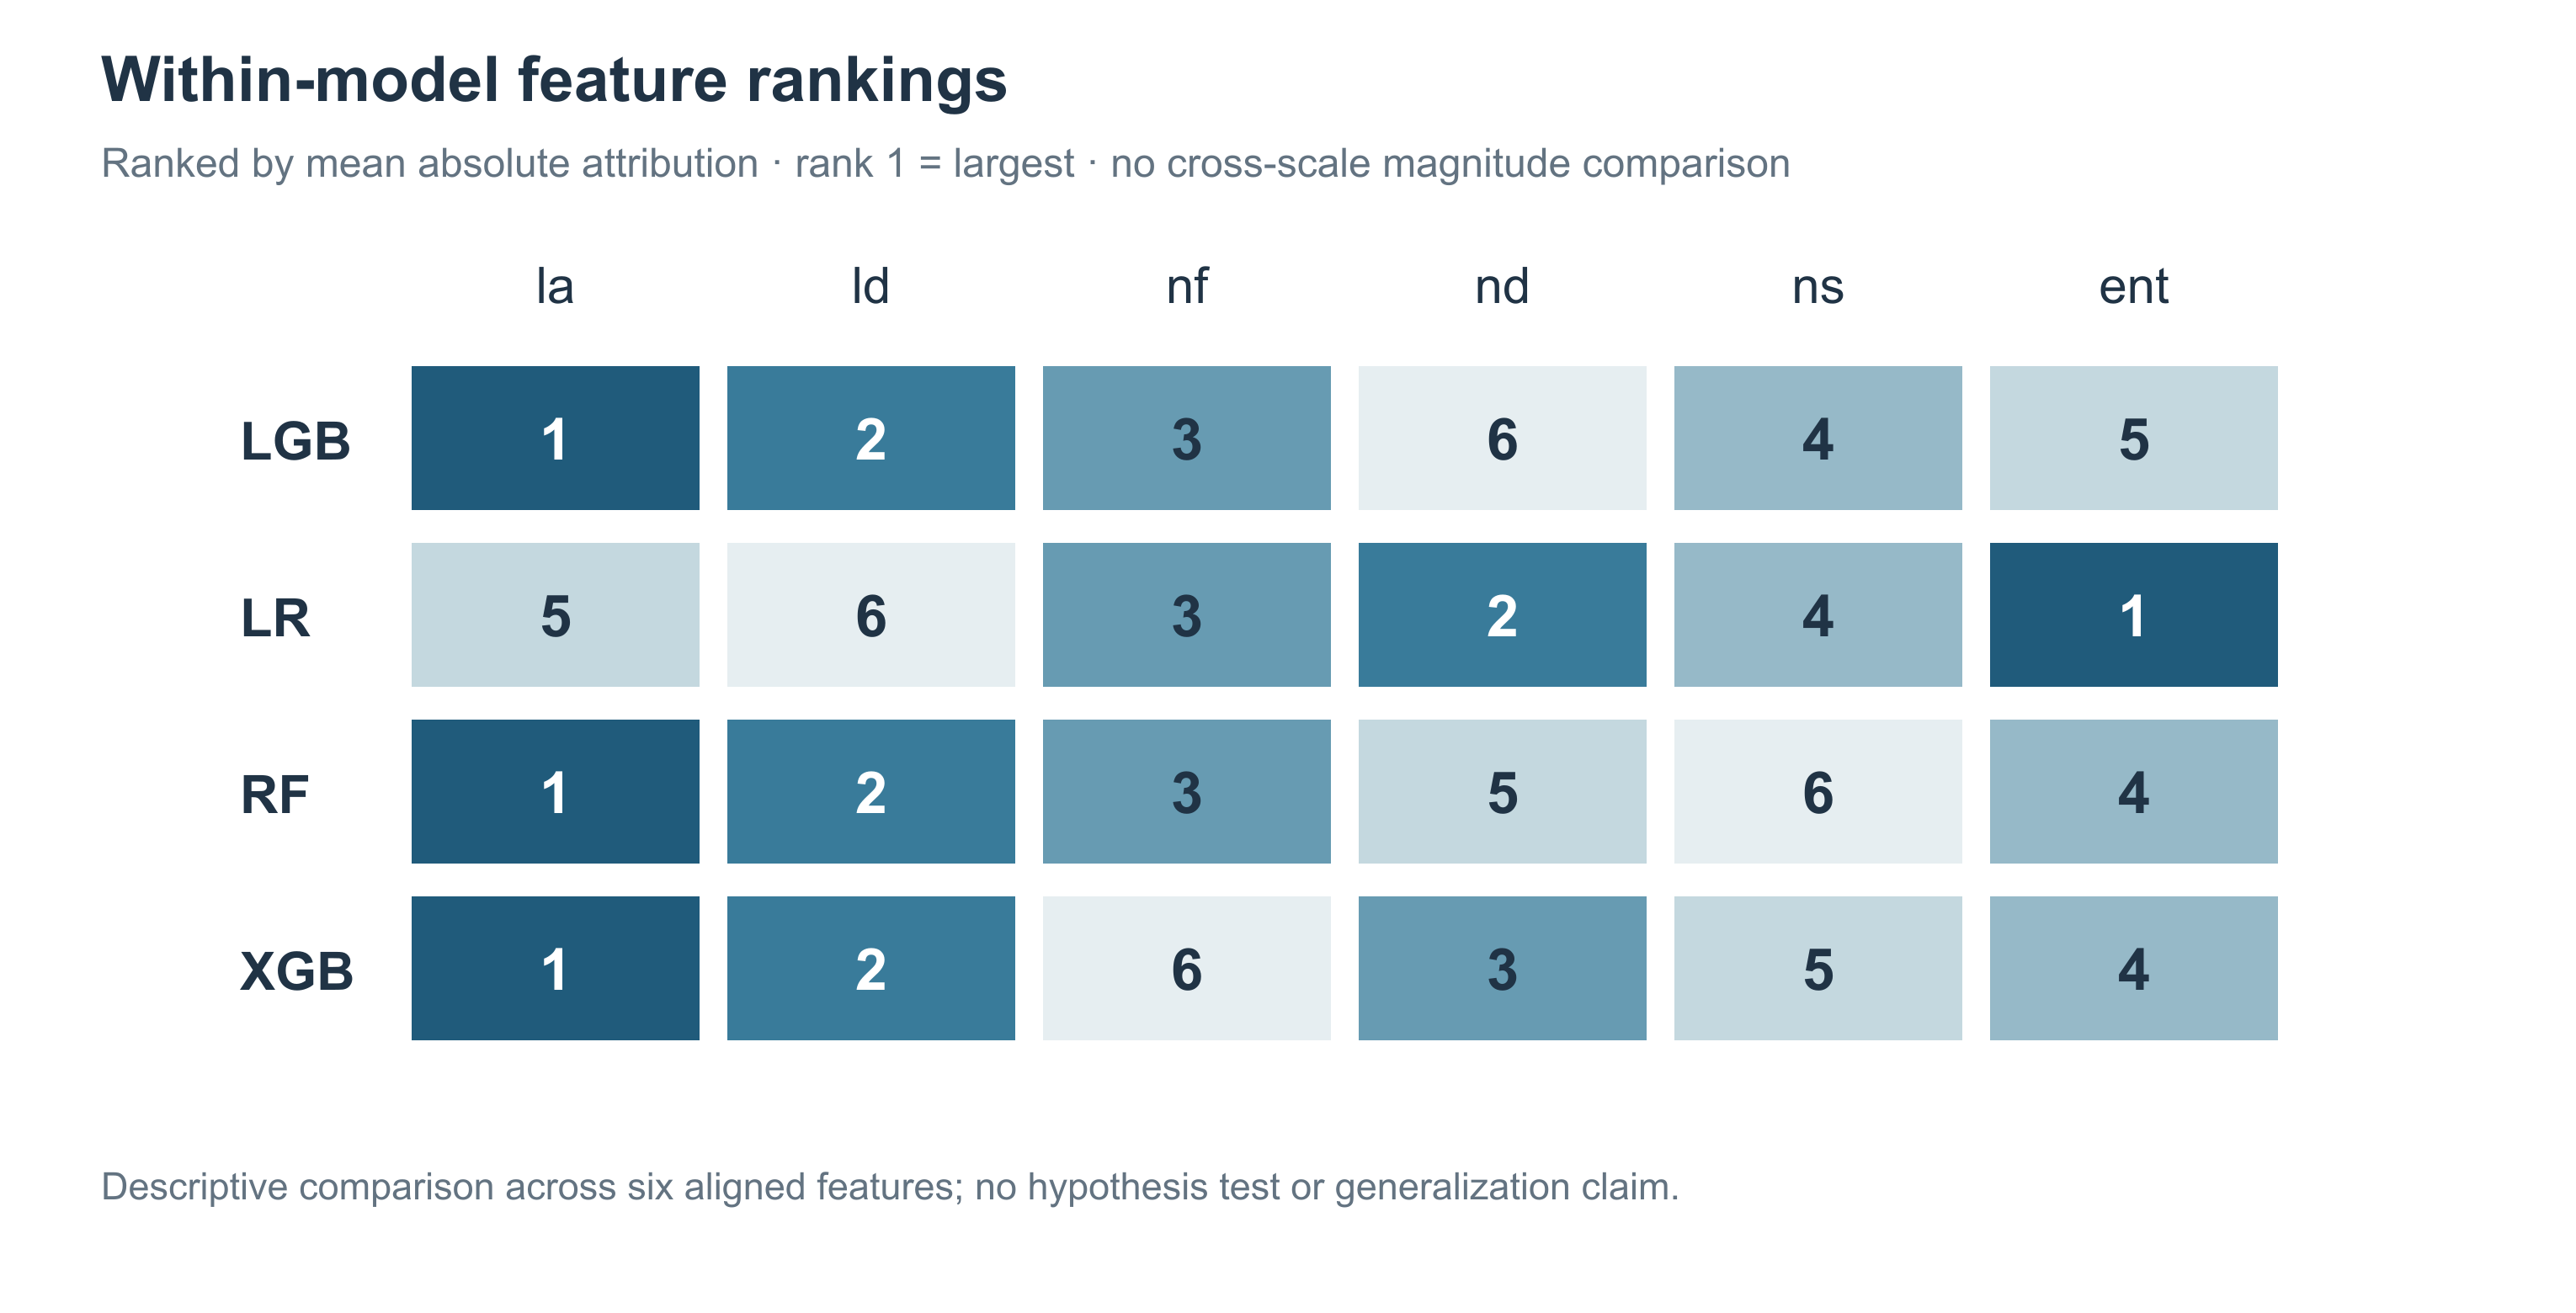 Within-model feature rankings
Ranked by mean absolute attribution · rank 1 = largest · no cross-scale magnitude comparison
la ld nf nd ns ent
LGB 1 2 3 6 4 5
LR 5 6 3 2 4 1
RF 1 2 3 5 6 4
XGB 1 2 6 3 5 4
Descriptive comparison across six aligned features; no hypothesis test or generalization claim.